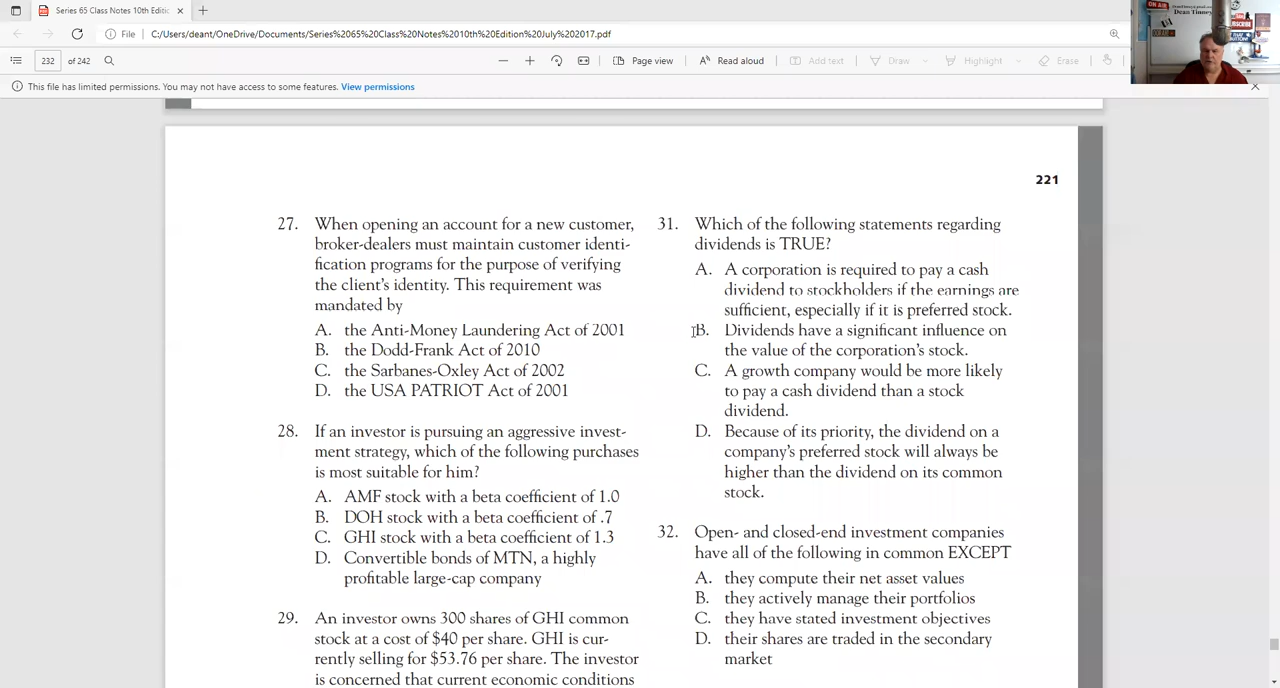 Series 65 Class Notes 10th Editic
File
C:/Users/deant/OneDrive/Documents/Series%2065%20Class%20Notes%2010th%20Edition%20July%202017.pdf
232 of 242
Page view
Read aloud
Add text
Draw
Highlight
Erase
This file has limited permissions. You may not have access to some features. View permissions
ON AIR
Dean Tinney
221
27. When opening an account for a new customer,
broker-dealers must maintain customer identi-
fication programs for the purpose of verifying
the client's identity. This requirement was
mandated by
A. the Anti-Money Laundering Act of 2001
B. the Dodd-Frank Act of 2010
C. the Sarbanes-Oxley Act of 2002
D. the USA PATRIOT Act of 2001
28. If an investor is pursuing an aggressive invest-
ment strategy, which of the following purchases
is most suitable for him?
A. AMF stock with a beta coefficient of 1.0
B. DOH stock with a beta coefficient of .7
C. GHI stock with a beta coefficient of 1.3
D. Convertible bonds of MTN, a highly
profitable large-cap company
29. An investor owns 300 shares of GHI common
stock at a cost of $40 per share. GHI is cur-
rently selling for $53.76 per share. The investor
is concerned that current economic conditions
31. Which of the following statements regarding
dividends is TRUE?
A. A corporation is required to pay a cash
dividend to stockholders if the earnings are
sufficient, especially if it is preferred stock.
B. Dividends have a significant influence on
the value of the corporation's stock.
C. A growth company would be more likely
to pay a cash dividend than a stock
dividend.
D. Because of its priority, the dividend on a
company's preferred stock will always be
higher than the dividend on its common
stock.
32. Open- and closed-end investment companies
have all of the following in common EXCEPT
A. they compute their net asset values
B. they actively manage their portfolios
C. they have stated investment objectives
D. their shares are traded in the secondary
market